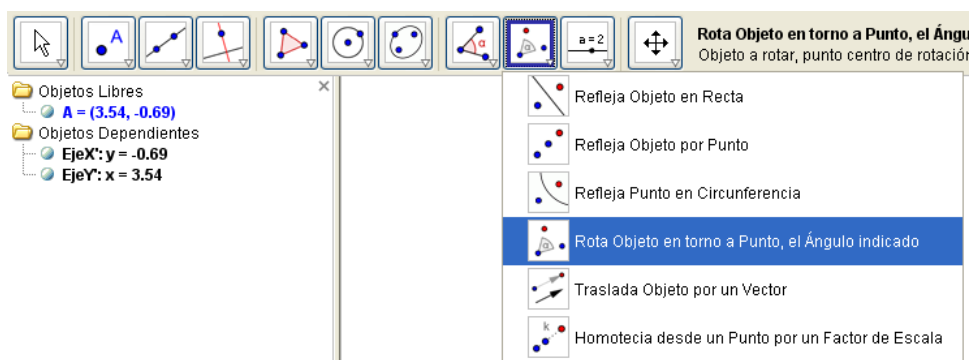 A
α
α
a=2
Rota Objeto en torno a Punto, el Ángu
Objeto a rotar, punto centro de rotación
Objetos Libres
A = (3.54, -0.69)
Objetos Dependientes
EjeX': y = -0.69
EjeY': x = 3.54
Refleja Objeto en Recta
Refleja Objeto por Punto
Refleja Punto en Circunferencia
α
Rota Objeto en torno a Punto, el Ángulo indicado
Traslada Objeto por un Vector
k
Homotecia desde un Punto por un Factor de Escala